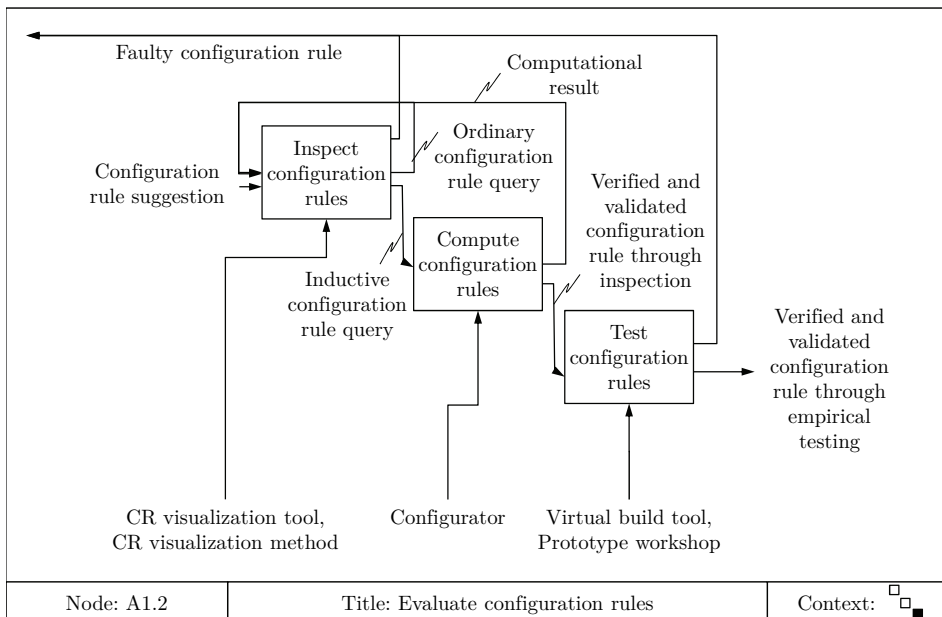 Faulty configuration rule
Computational
result
Inspect
configuration
rules
Ordinary
configuration
rule query
Configuration
rule suggestion
Verified and
validated
configuration
rule through
inspection
Compute
configuration
rules
Inductive
configuration
rule query
Test
configuration
rules
Verified and
validated
configuration
rule through
empirical
testing
CR visualization tool,
CR visualization method
Configurator
Virtual build tool,
Prototype workshop
Node: A1.2
Title: Evaluate configuration rules
Context: